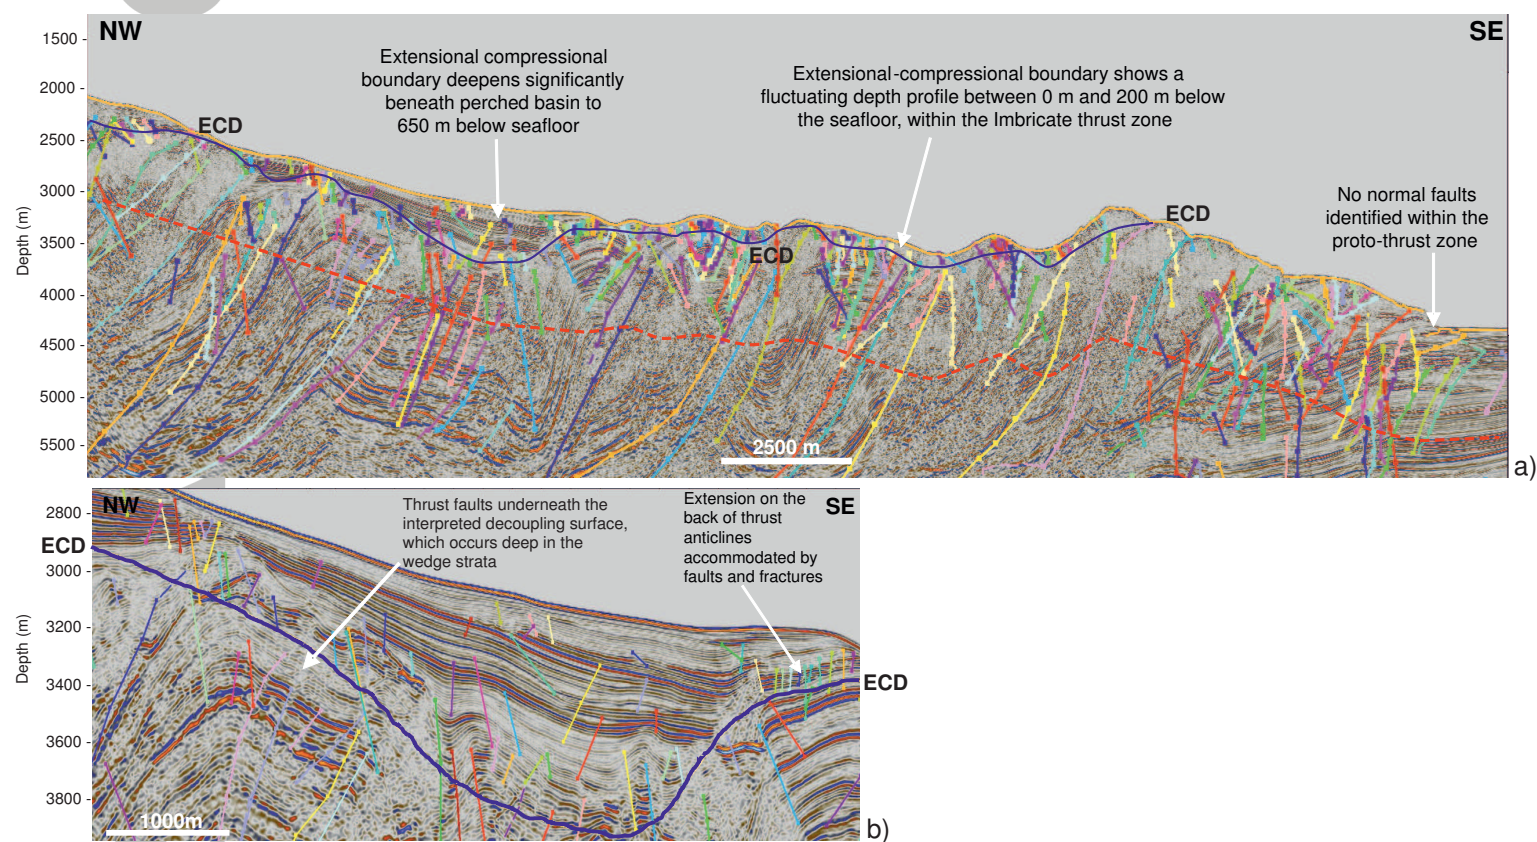 NW
SE
1500 -
2000 -
2500 -
3000 -
3500 -
4000 -
4500 -
5000 -
5500 -
Depth (m)
Extensional compressional
boundary deepens significantly
beneath perched basin to
650 m below seafloor
Extensional-compressional boundary shows a
fluctuating depth profile between 0 m and 200 m below
the seafloor, within the Imbricate thrust zone
No normal faults
identified within the
proto-thrust zone
ECD
ECD
ECD
2500 m
a)
NW
SE
2800 -
ECD
3000 -
3200 -
3400 -
3600 -
3800 -
Depth (m)
Thrust faults underneath the
interpreted decoupling surface,
which occurs deep in the
wedge strata
Extension on the
back of thrust
anticlines
accommodated by
faults and fractures
ECD
1000m
b)